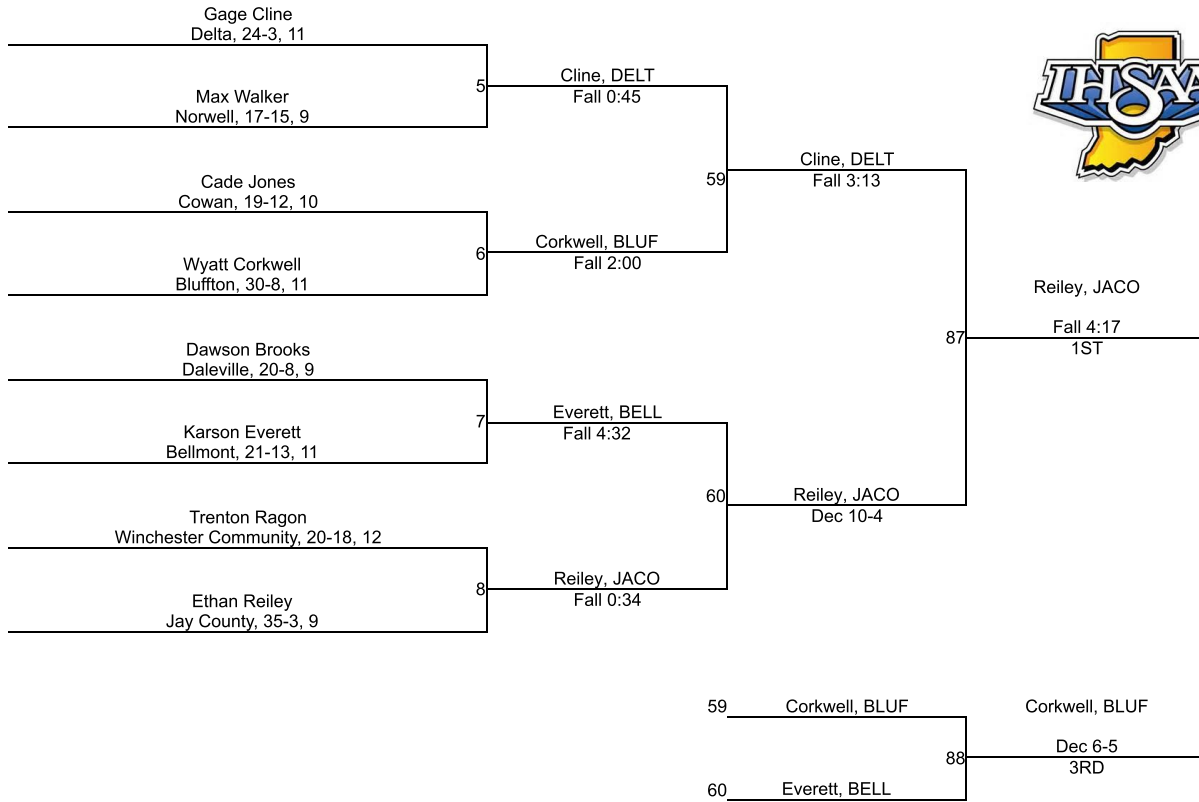 Gage Cline
Delta, 24-3, 11
Max Walker
Norwell, 17-15, 9
Cade Jones
Cowan, 19-12, 10
Wyatt Corkwell
Bluffton, 30-8, 11
Dawson Brooks
Daleville, 20-8, 9
Karson Everett
Bellmont, 21-13, 11
Trenton Ragon
Winchester Community, 20-18, 12
Ethan Reiley
Jay County, 35-3, 9
5
Cline, DELT
Fall 0:45
6
Corkwell, BLUF
Fall 2:00
7
Everett, BELL
Fall 4:32
8
Reiley, JACO
Fall 0:34
59
Cline, DELT
Fall 3:13
60
Reiley, JACO
Dec 10-4
IHSAA
87
Reiley, JACO
Fall 4:17
1ST
59
Corkwell, BLUF
60
Everett, BELL
88
Corkwell, BLUF
Dec 6-5
3RD